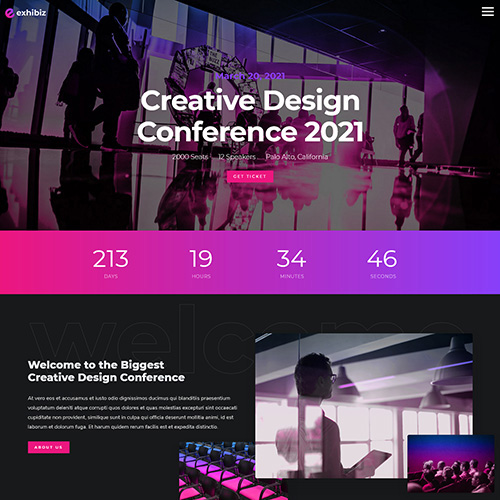 exhibiz
March 20, 2021
Creative Design
Conference 2021
2000 Seats 12 Speakers Palo Alto, California
GET TICKET
213 19 34 46
DAYS HOURS MINUTES SECONDS
welcome
Welcome to the Biggest
Creative Design Conference
At vero eos et accusamus et iusto odio dignissimos ducimus qui blanditiis praesentium
voluptatum deleniti atque corrupti quos dolores et quas molestias excepturi sint occaecati
cupiditate non provident, similique sunt in culpa qui officia deserunt mollitia animi, id est
laborum et dolorum fuga. Et harum quidem rerum facilis est et expedita distinctio.
ABOUT US